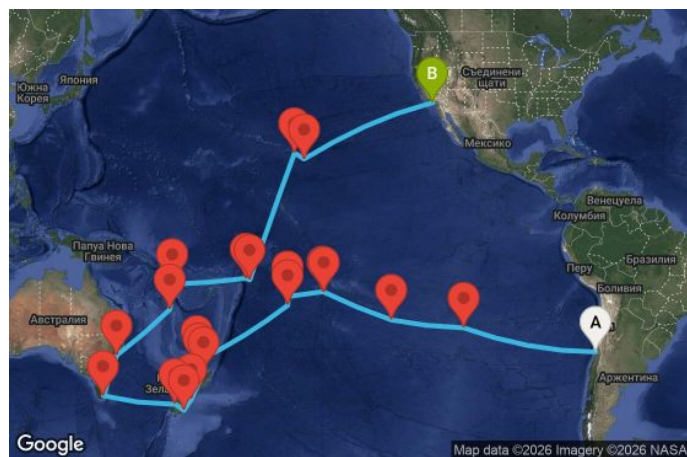 B
Съединени
щати
Япония
Южна
Корея
Мексико
Венецуела
Колумбия
Папуа Нова
Гвинея
Бразилия
Перу
Боливия
Австралия
A
Аржентина
Google
Map data ©2026 Imagery ©2026 NASA